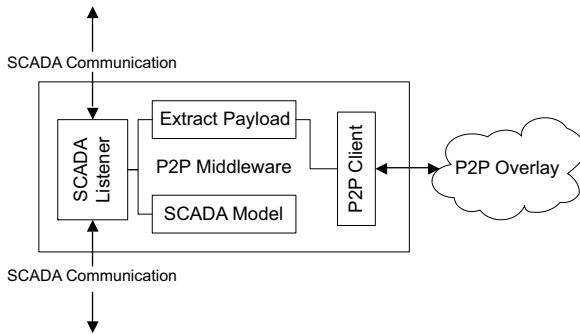 SCADA Communication
SCADA
Listener
Extract Payload
P2P Middleware
SCADA Model
P2P Client
P2P Overlay
SCADA Communication